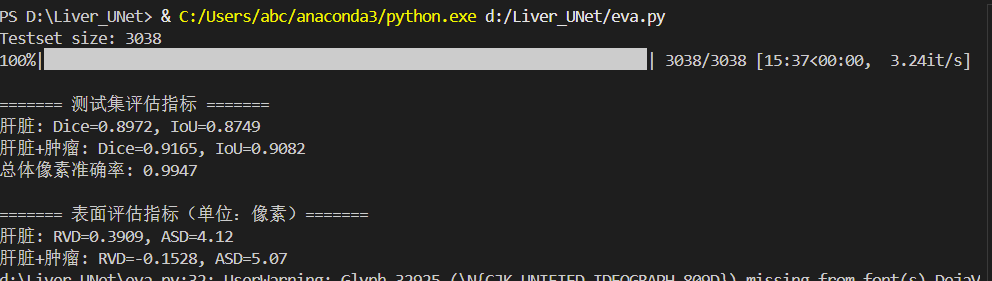 PS D:\Liver_UNet> & C:/Users/abc/anaconda3/python.exe d:/Liver_UNet/eva.py
Testset size: 3038
100%| | 3038/3038 [15:37<00:00, 3.24it/s]
======= 测试集评估指标 =======
肝脏: Dice=0.8972, IoU=0.8749
肝脏+肿瘤: Dice=0.9165, IoU=0.9082
总体像素准确率: 0.9947
======= 表面评估指标（单位：像素）=======
肝脏: RVD=0.3909, ASD=4.12
肝脏+肿瘤: RVD=-0.1528, ASD=5.07
d:\Liver_UNet\eva.py:32: UserWarning: Glyph 32925 (\N{CJK UNIFIED IDEOGRAPH-809D}) missing from font(s) DejaV